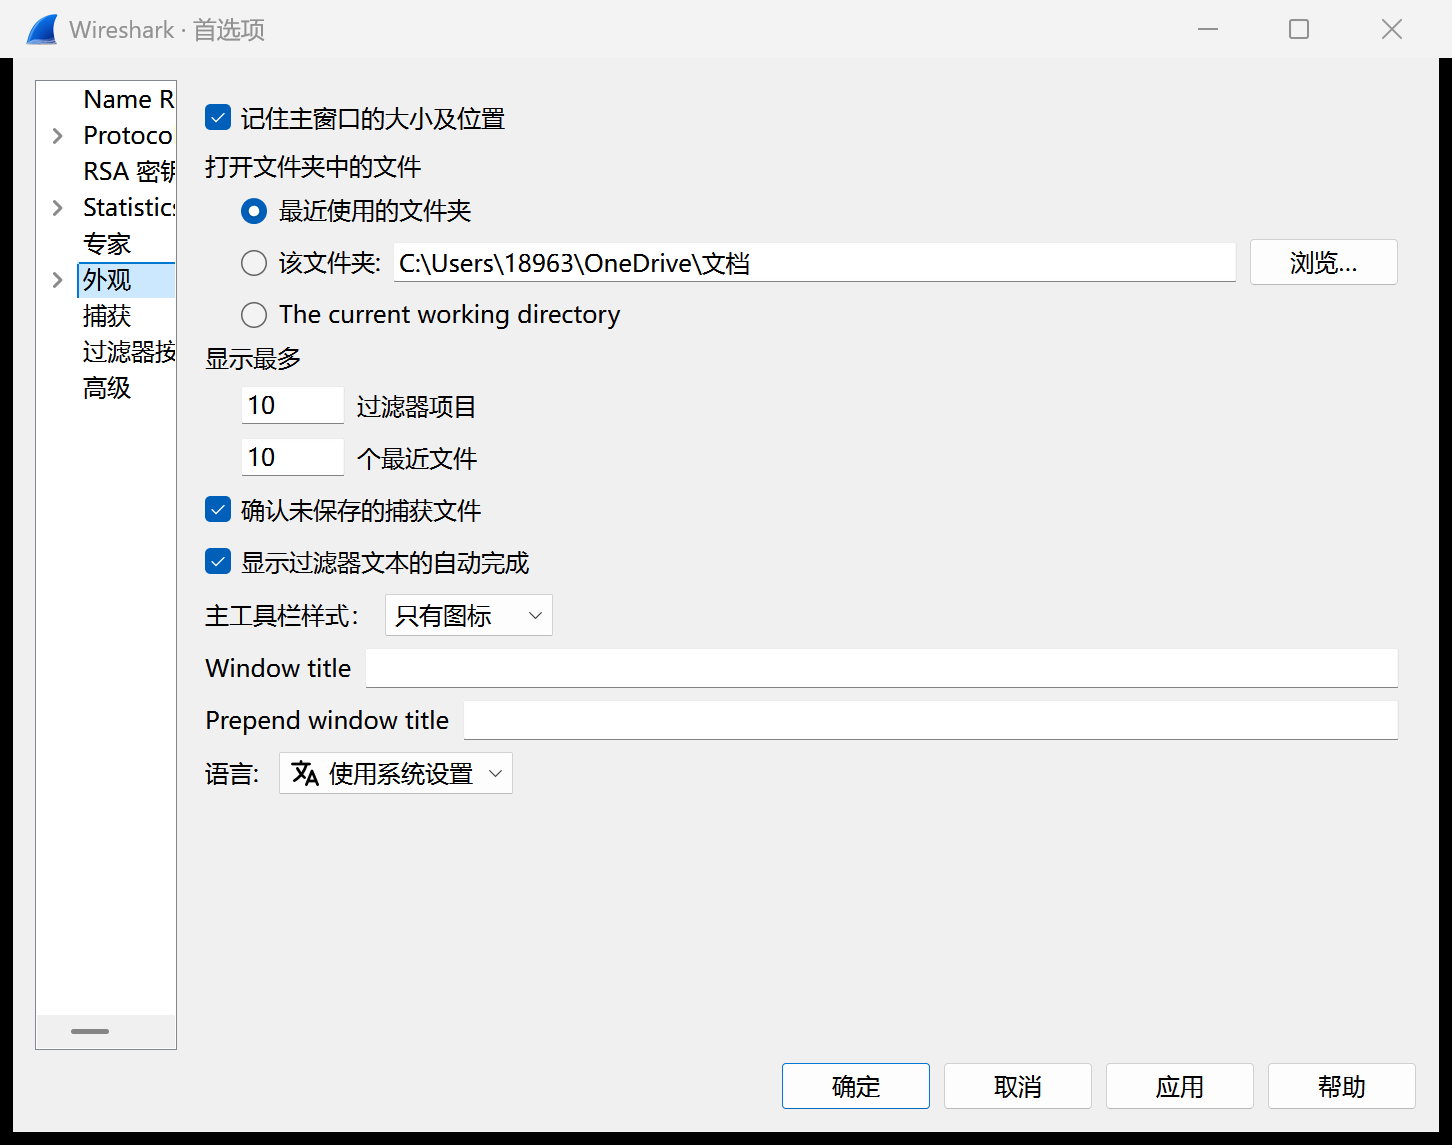 Wireshark · 首选项
Name R
Protoco
RSA 密钥
Statistics
专家
外观
捕获
过滤器按
高级
记住主窗口的大小及位置
打开文件夹中的文件
最近使用的文件夹
该文件夹: C:\Users\18963\OneDrive\文档 浏览...
The current working directory
显示最多
10 过滤器项目
10 个最近文件
确认未保存的捕获文件
显示过滤器文本的自动完成
主工具栏样式: 只有图标
Window title
Prepend window title
语言: 使用系统设置
确定 取消 应用 帮助